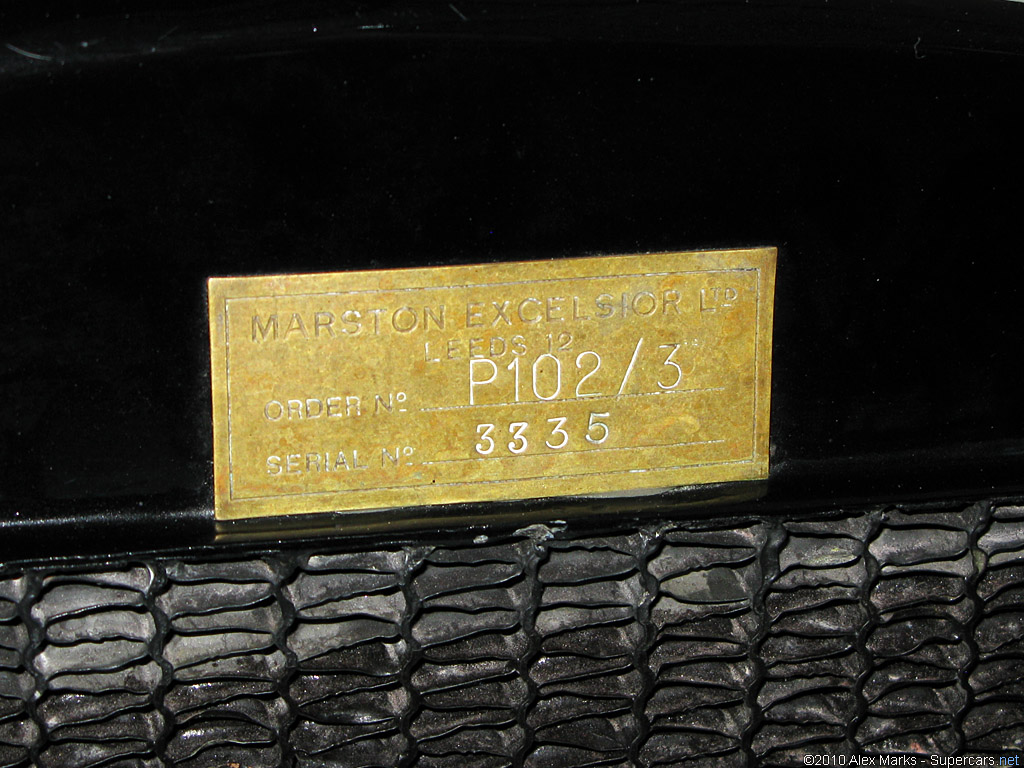 MARSTON EXCELSIOR LTD
LEEDS 12
ORDER Nº P102/3
SERIAL Nº 3335
©2010 Alex Marks - Supercars.net